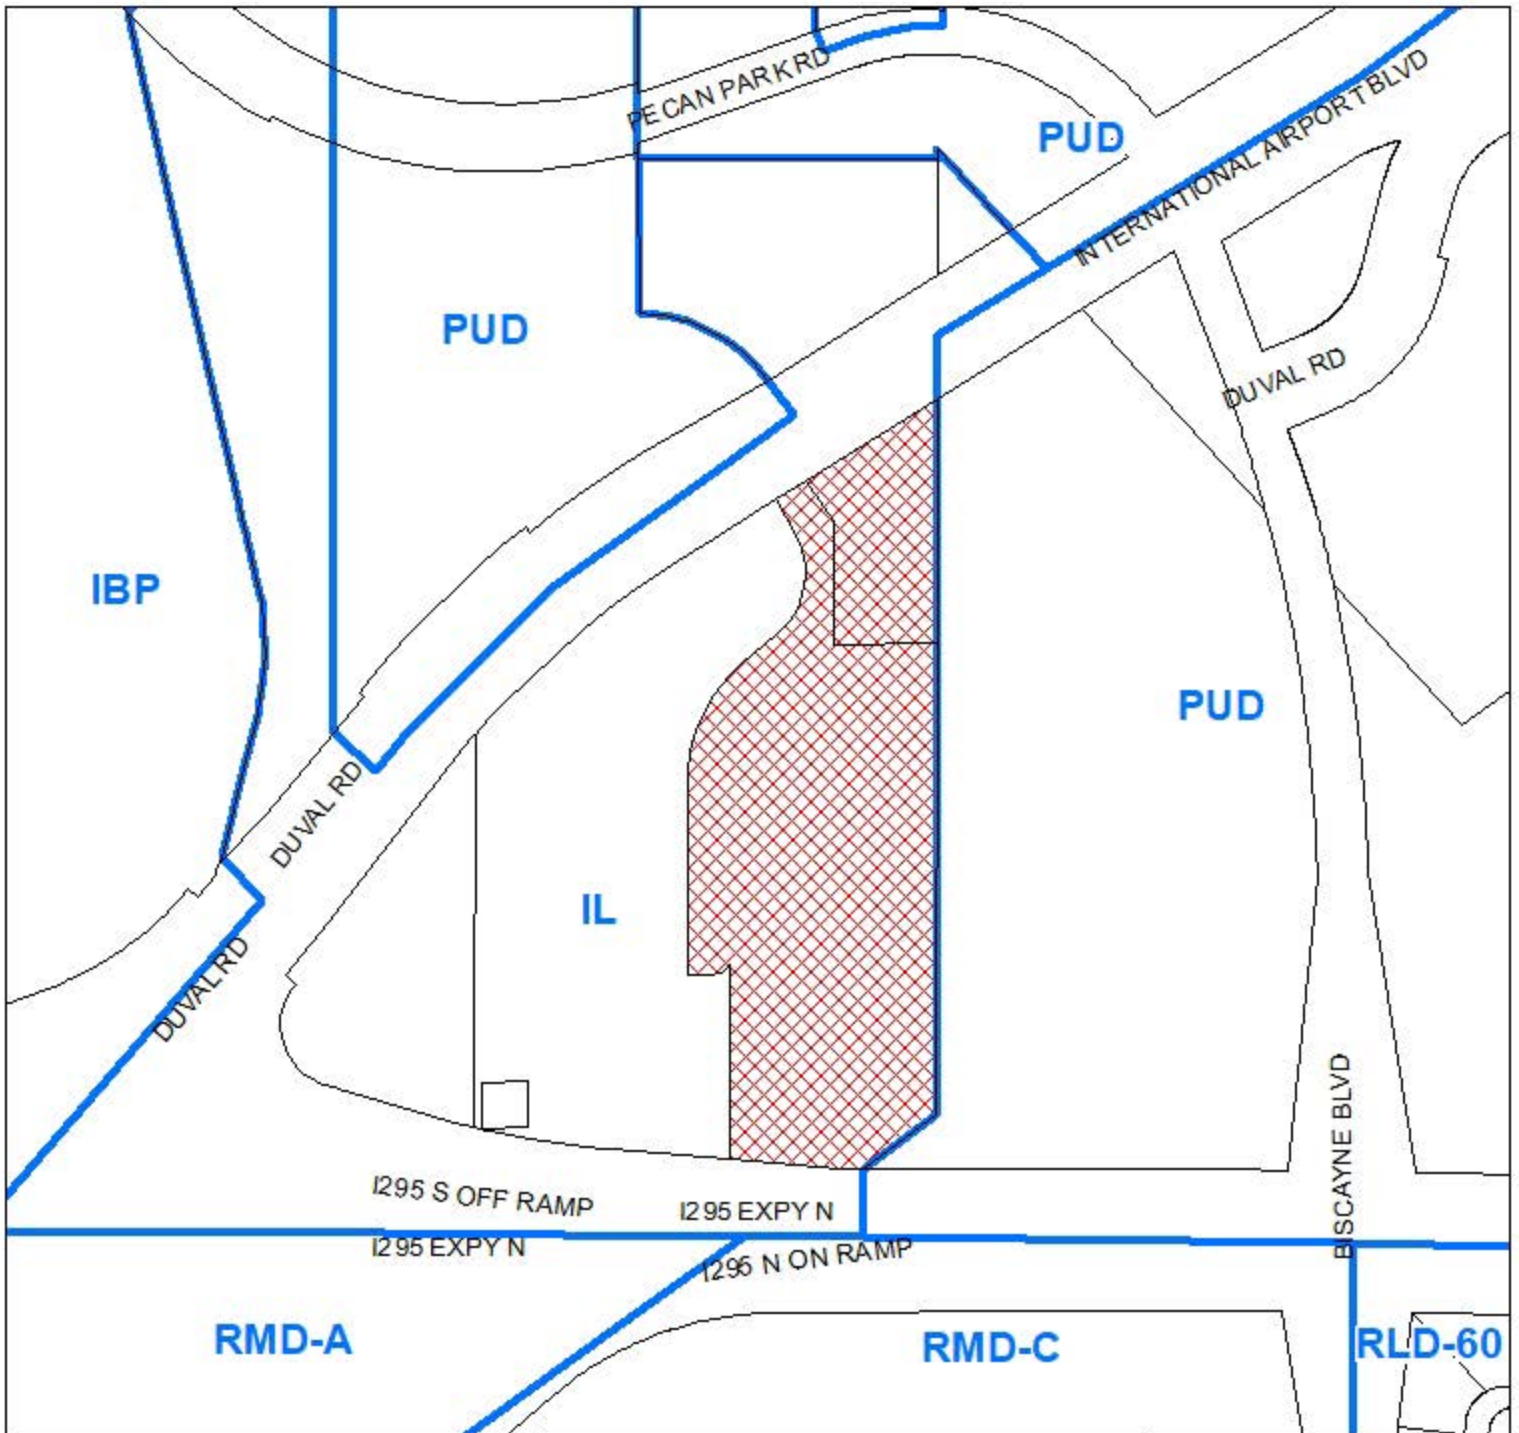 PECAN PARK RD
PUD
INTERNATIONAL AIRPORT BLVD
PUD
DUVAL RD
IBP
PUD
DUVAL RD
IL
DUVAL RD
BISCAYNE BLVD
I295 S OFF RAMP
I295 EXPY N
I295 EXPY N
I295 N ON RAMP
RMD-A
RMD-C
RLD-60